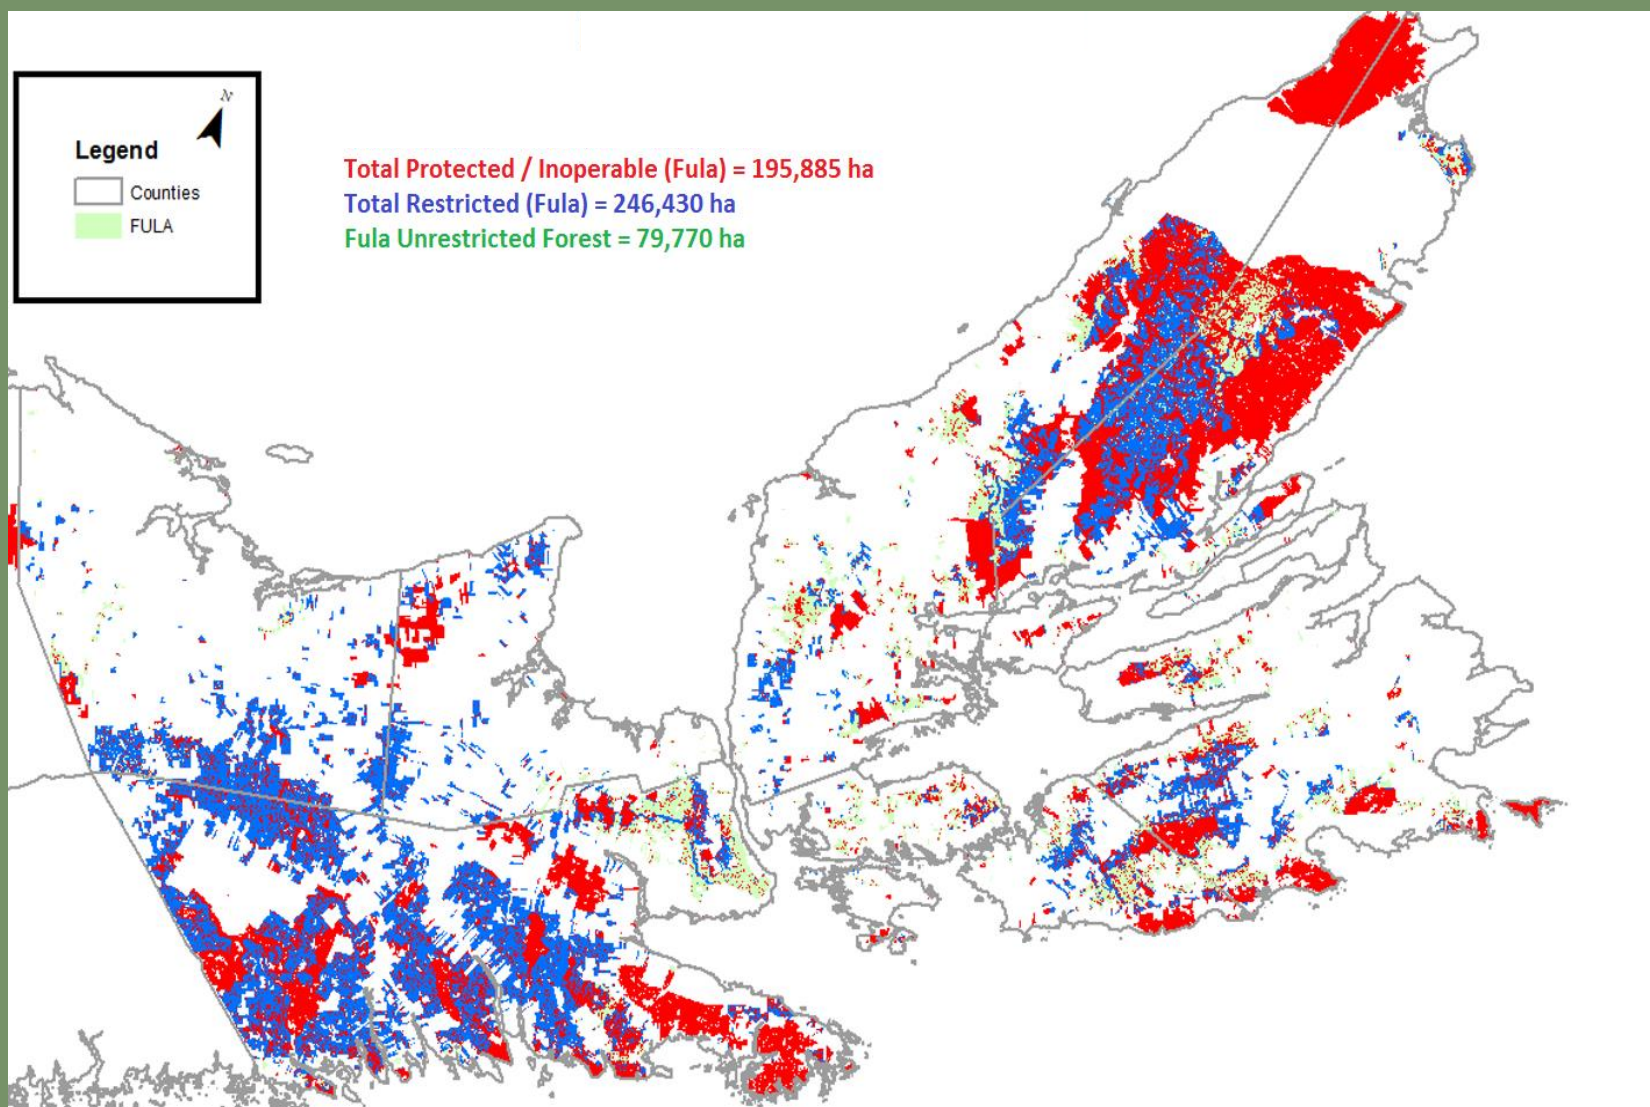 N
Legend
Counties
FULA
Total Protected / Inoperable (Fula) = 195,885 ha
Total Restricted (Fula) = 246,430 ha
Fula Unrestricted Forest = 79,770 ha